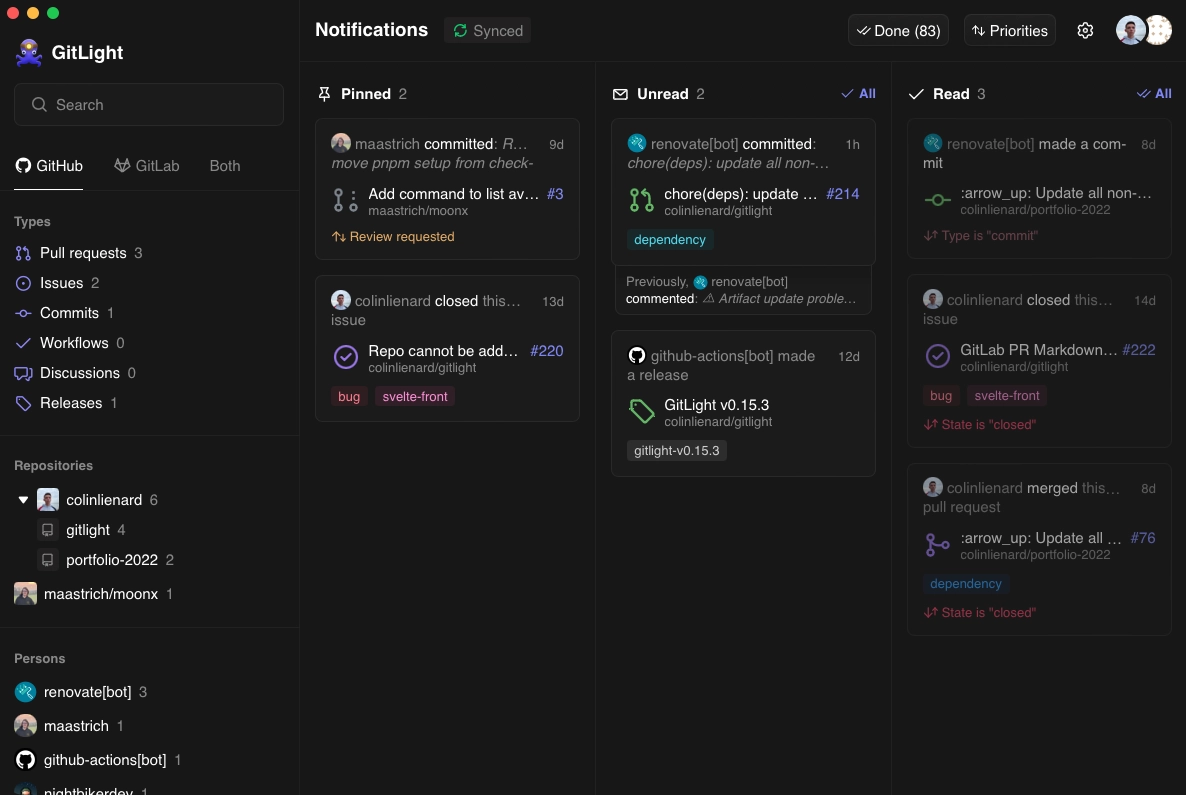 GitLight
Search
GitHub
GitLab
Both
Types
Pull requests 3
Issues 2
Commits 1
Workflows 0
Discussions 0
Releases 1
Repositories
colinlienard 6
gitlight 4
portfolio-2022 2
maastrich/moonx 1
Persons
renovate[bot] 3
maastrich 1
github-actions[bot] 1
nightbikerdev 1
Notifications
Synced
Done (83)
Priorities
Pinned 2
maastrich committed: R… 9d
move pnpm setup from check-
Add command to list av… #3
maastrich/moonx
Review requested
colinlienard closed this… 13d
issue
Repo cannot be add… #220
colinlienard/gitlight
bug svelte-front
Unread 2
All
renovate[bot] committed: 1h
chore(deps): update all non-…
chore(deps): update … #214
colinlienard/gitlight
dependency
Previously, renovate[bot]
commented: ⚠ Artifact update proble…
github-actions[bot] made 12d
a release
GitLight v0.15.3
colinlienard/gitlight
gitlight-v0.15.3
Read 3
All
renovate[bot] made a com- 8d
mit
:arrow_up: Update all non-…
colinlienard/portfolio-2022
Type is "commit"
colinlienard closed this… 14d
issue
GitLab PR Markdown… #222
colinlienard/gitlight
bug svelte-front
State is "closed"
colinlienard merged this… 8d
pull request
:arrow_up: Update all … #76
colinlienard/portfolio-2022
dependency
State is "closed"